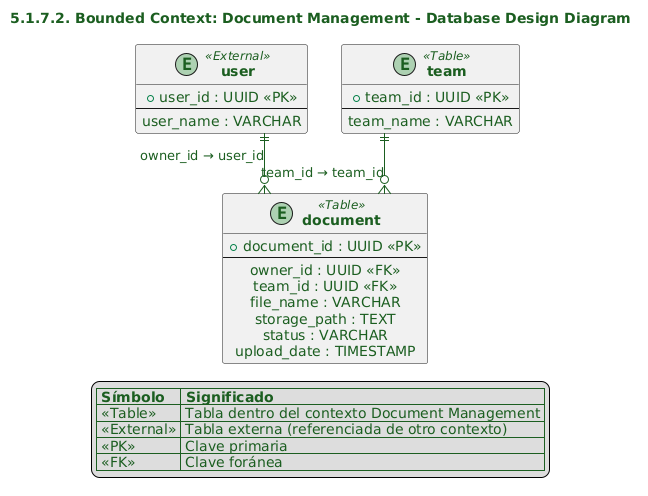 5.1.7.2. Bounded Context: Document Management - Database Design Diagram
E «External» user
user_id : UUID «PK»
user_name : VARCHAR
E «Table» team
team_id : UUID «PK»
team_name : VARCHAR
owner_id → user_id
team_id → team_id
E «Table» document
document_id : UUID «PK»
owner_id : UUID «FK»
team_id : UUID «FK»
file_name : VARCHAR
storage_path : TEXT
status : VARCHAR
upload_date : TIMESTAMP
Símbolo Significado
«Table» Tabla dentro del contexto Document Management
«External» Tabla externa (referenciada de otro contexto)
«PK» Clave primaria
«FK» Clave foránea